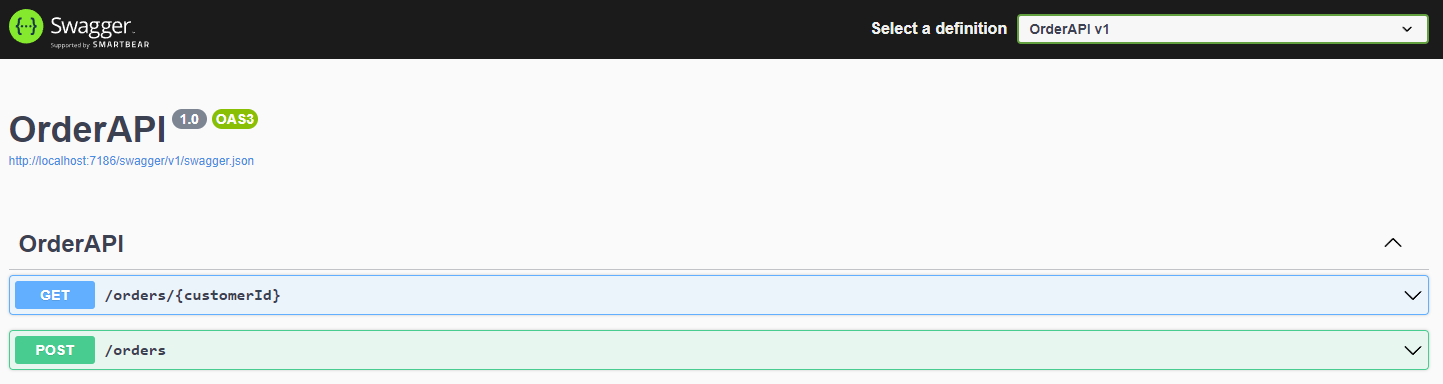 Swagger
Supported by SMARTBEAR
Select a definition
OrderAPI v1
OrderAPI 1.0 OAS3
http://localhost:7186/swagger/v1/swagger.json
OrderAPI
GET /orders/{customerId}
POST /orders